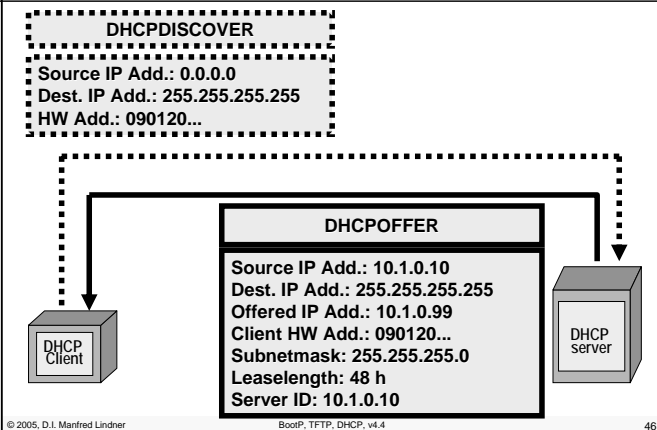 DHCPDISCOVER
Source IP Add.: 0.0.0.0
Dest. IP Add.: 255.255.255.255
HW Add.: 090120...
DHCPOFFER
Source IP Add.: 10.1.0.10
Dest. IP Add.: 255.255.255.255
Offered IP Add.: 10.1.0.99
Client HW Add.: 090120...
Subnetmask: 255.255.255.0
Leaselength: 48 h
Server ID: 10.1.0.10
DHCP
Client
DHCP
server
© 2005, D.I. Manfred Lindner
BootP, TFTP, DHCP, v4.4
46